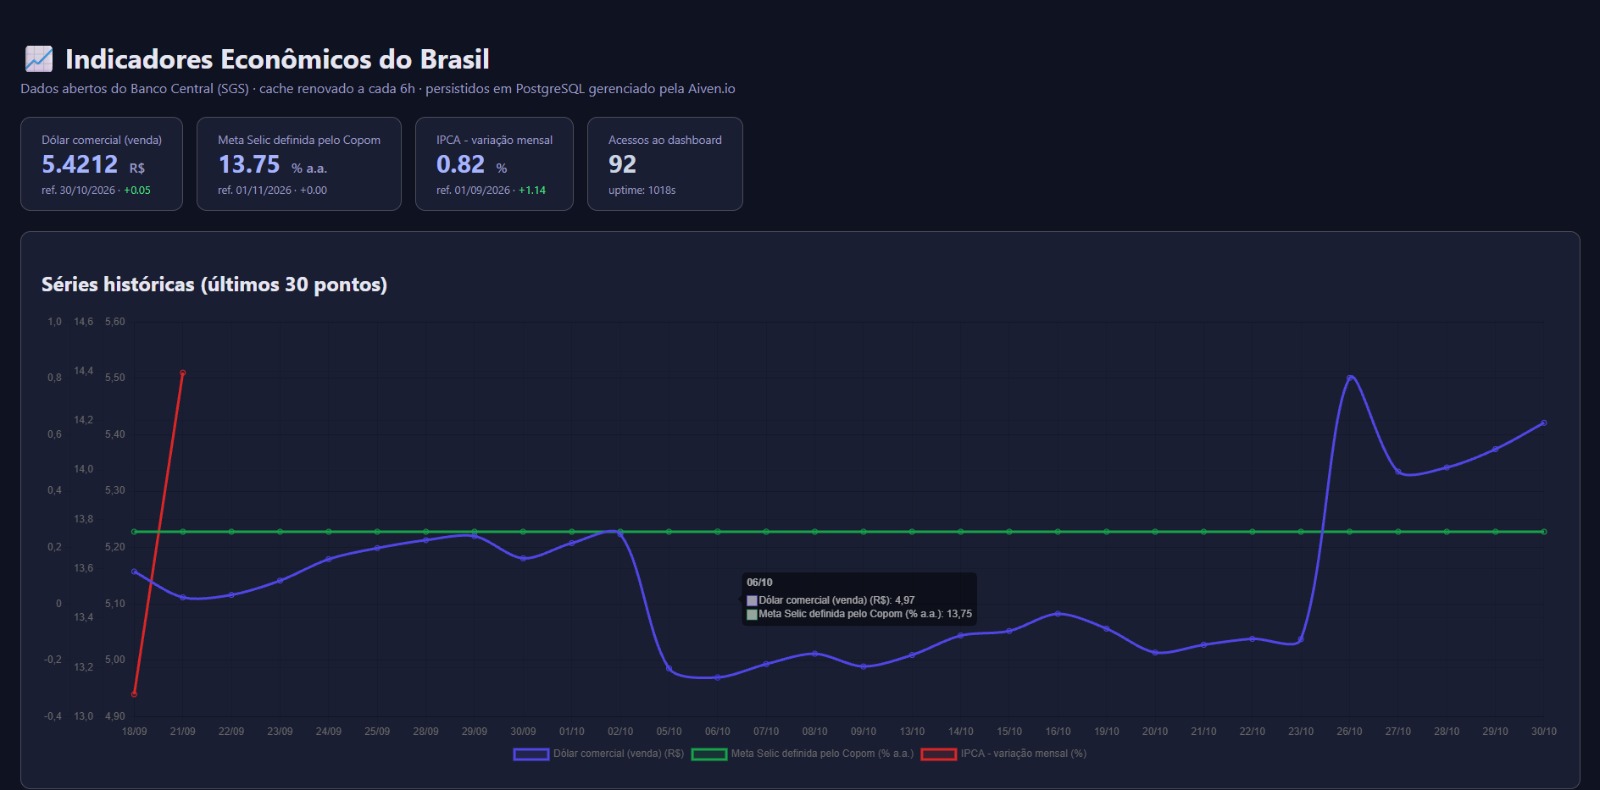 📈 Indicadores Econômicos do Brasil
Dados abertos do Banco Central (SGS) · cache renovado a cada 6h · persistidos em PostgreSQL gerenciado pela Aiven.io
Dólar comercial (venda)
5.4212 R$
ref. 30/10/2026 · +0.05
Meta Selic definida pelo Copom
13.75 % a.a.
ref. 01/11/2026 · +0.00
IPCA - variação mensal
0.82 %
ref. 01/09/2026 · +1.14
Acessos ao dashboard
92
uptime: 1018s
Séries históricas (últimos 30 pontos)
1,0 14,6 5,60
0,8 14,4 5,50
14,2
0,6 5,40
14,0
0,4 5,30
13,8
0,2 5,20
13,6
0 5,10
13,4
-0,2 13,2 5,00
-0,4 13,0 4,90
06/10
Dólar comercial (venda) (R$): 4,97
Meta Selic definida pelo Copom (% a.a.): 13,75
18/09 21/09 22/09 23/09 24/09 25/09 28/09 29/09 30/09 01/10 02/10 05/10 06/10 07/10 08/10 09/10 13/10 14/10 15/10 16/10 19/10 20/10 21/10 22/10 23/10 26/10 27/10 28/10 29/10 30/10
Dólar comercial (venda) (R$) Meta Selic definida pelo Copom (% a.a.) IPCA - variação mensal (%)